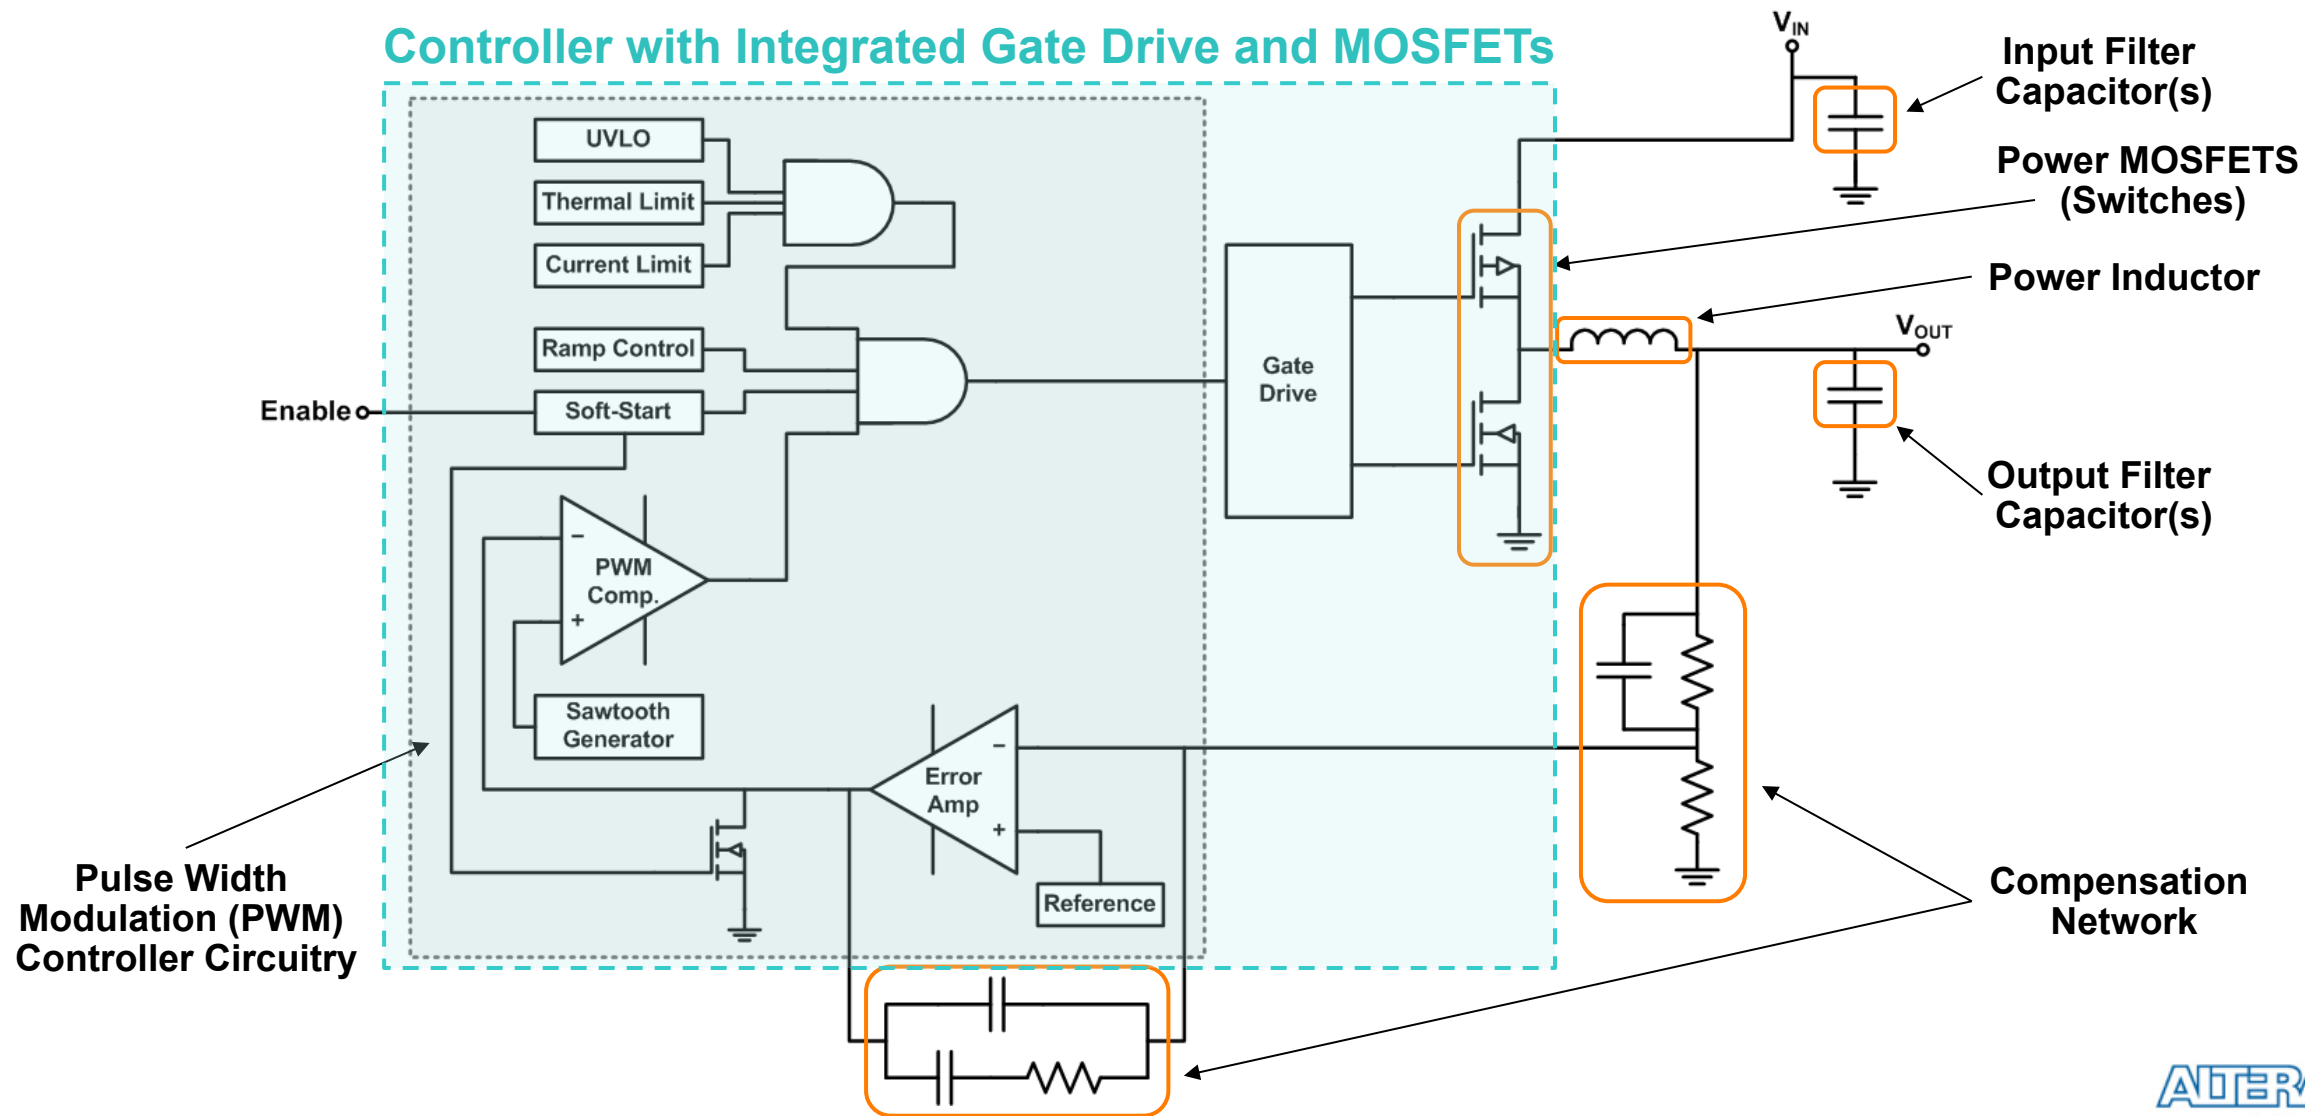 Controller with Integrated Gate Drive and MOSFETs
VIN
Input Filter
Capacitor(s)
UVLO
Thermal Limit
Current Limit
Power MOSFETS
(Switches)
Power Inductor
Ramp Control
Soft-Start
Enable
Gate
Drive
VOUT
Output Filter
Capacitor(s)
−
PWM
Comp.
+
Sawtooth
Generator
−
Error
Amp
+
Reference
Pulse Width
Modulation (PWM)
Controller Circuitry
Compensation
Network
ALTERA